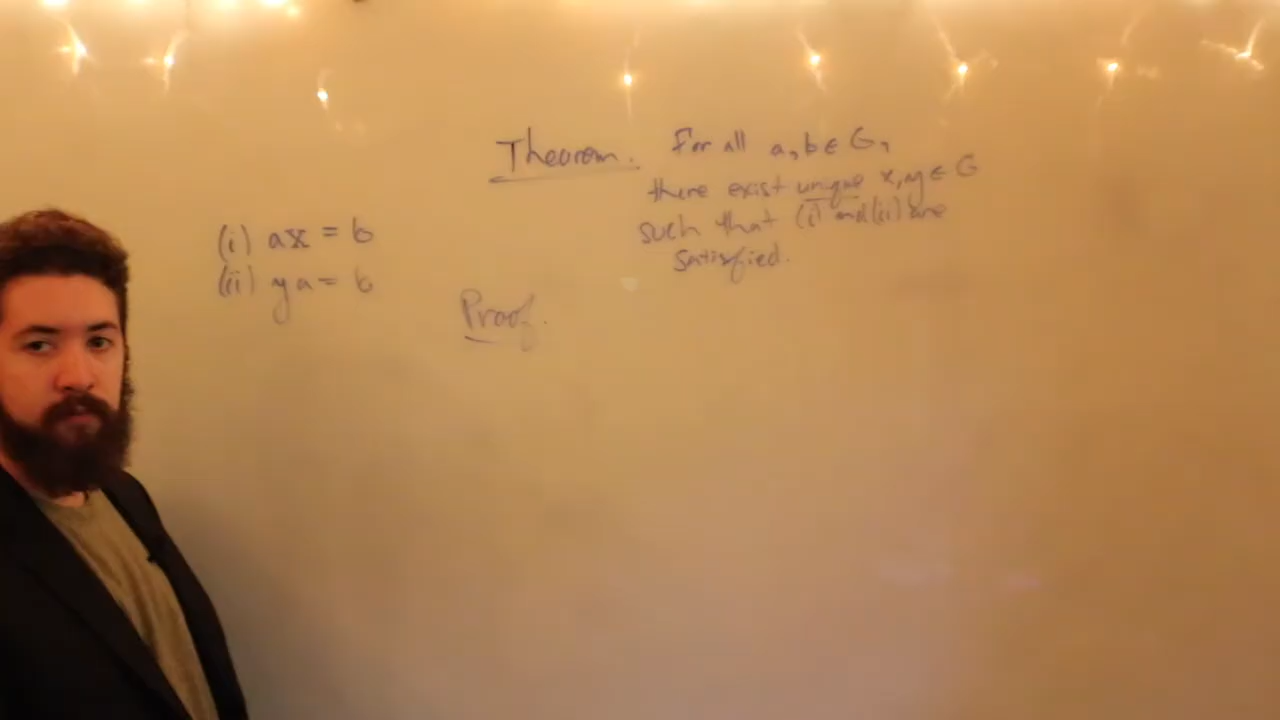 Theorem. For all a, b ∈ G,
there exist unique x, y ∈ G
such that (i) and (ii) are
satisfied.
(i) ax = b
(ii) ya = b
Proof.